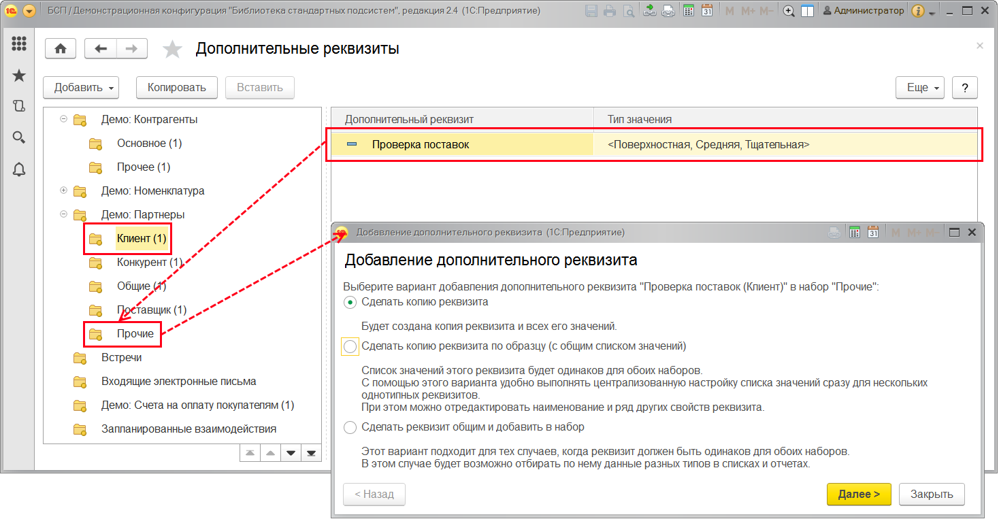 БСП / Демонстрационная конфигурация "Библиотека стандартных подсистем", редакция 2.4 (1С:Предприятие)
31
M M+ M-
Администратор
Дополнительные реквизиты
Добавить
Копировать
Вставить
Еще
?
Демо: Контрагенты
Основное (1)
Прочее (1)
Демо: Номенклатура
Демо: Партнеры
Клиент (1)
Конкурент (1)
Общие (1)
Поставщик (1)
Прочие
Встречи
Входящие электронные письма
Демо: Счета на оплату покупателям (1)
Запланированные взаимодействия
Дополнительный реквизит
Тип значения
Проверка поставок
<Поверхностная, Средняя, Тщательная>
Добавление дополнительного реквизита (1С:Предприятие)
31
M M+ M-
Добавление дополнительного реквизита
Выберите вариант добавления дополнительного реквизита "Проверка поставок (Клиент)" в набор "Прочие":
Сделать копию реквизита
Будет создана копия реквизита и всех его значений.
Сделать копию реквизита по образцу (с общим списком значений)
Список значений этого реквизита будет одинаков для обоих наборов.
С помощью этого варианта удобно выполнять централизованную настройку списка значений сразу для нескольких
однотипных реквизитов.
При этом можно отредактировать наименование и ряд других свойств реквизита.
Сделать реквизит общим и добавить в набор
Этот вариант подходит для тех случаев, когда реквизит должен быть одинаков для обоих наборов.
В этом случае будет возможно отбирать по нему данные разных типов в списках и отчетах.
< Назад
Далее >
Закрыть